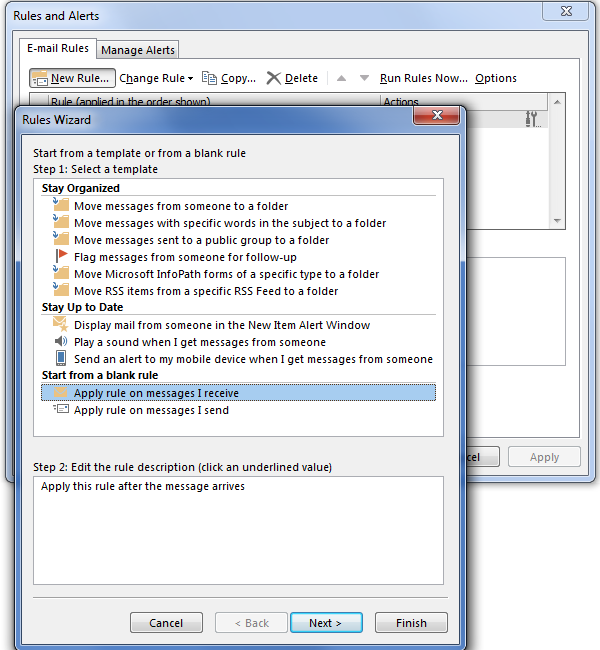 Rules and Alerts
E-mail Rules
Manage Alerts
New Rule...
Change Rule
Copy...
Delete
Run Rules Now...
Options
Rule (applied in the order shown)
Actions
Rules Wizard
Start from a template or from a blank rule
Step 1: Select a template
Stay Organized
Move messages from someone to a folder
Move messages with specific words in the subject to a folder
Move messages sent to a public group to a folder
Flag messages from someone for follow-up
Move Microsoft InfoPath forms of a specific type to a folder
Move RSS items from a specific RSS Feed to a folder
Stay Up to Date
Display mail from someone in the New Item Alert Window
Play a sound when I get messages from someone
Send an alert to my mobile device when I get messages from someone
Start from a blank rule
Apply rule on messages I receive
Apply rule on messages I send
cel
Apply
Step 2: Edit the rule description (click an underlined value)
Apply this rule after the message arrives
Cancel
< Back
Next >
Finish